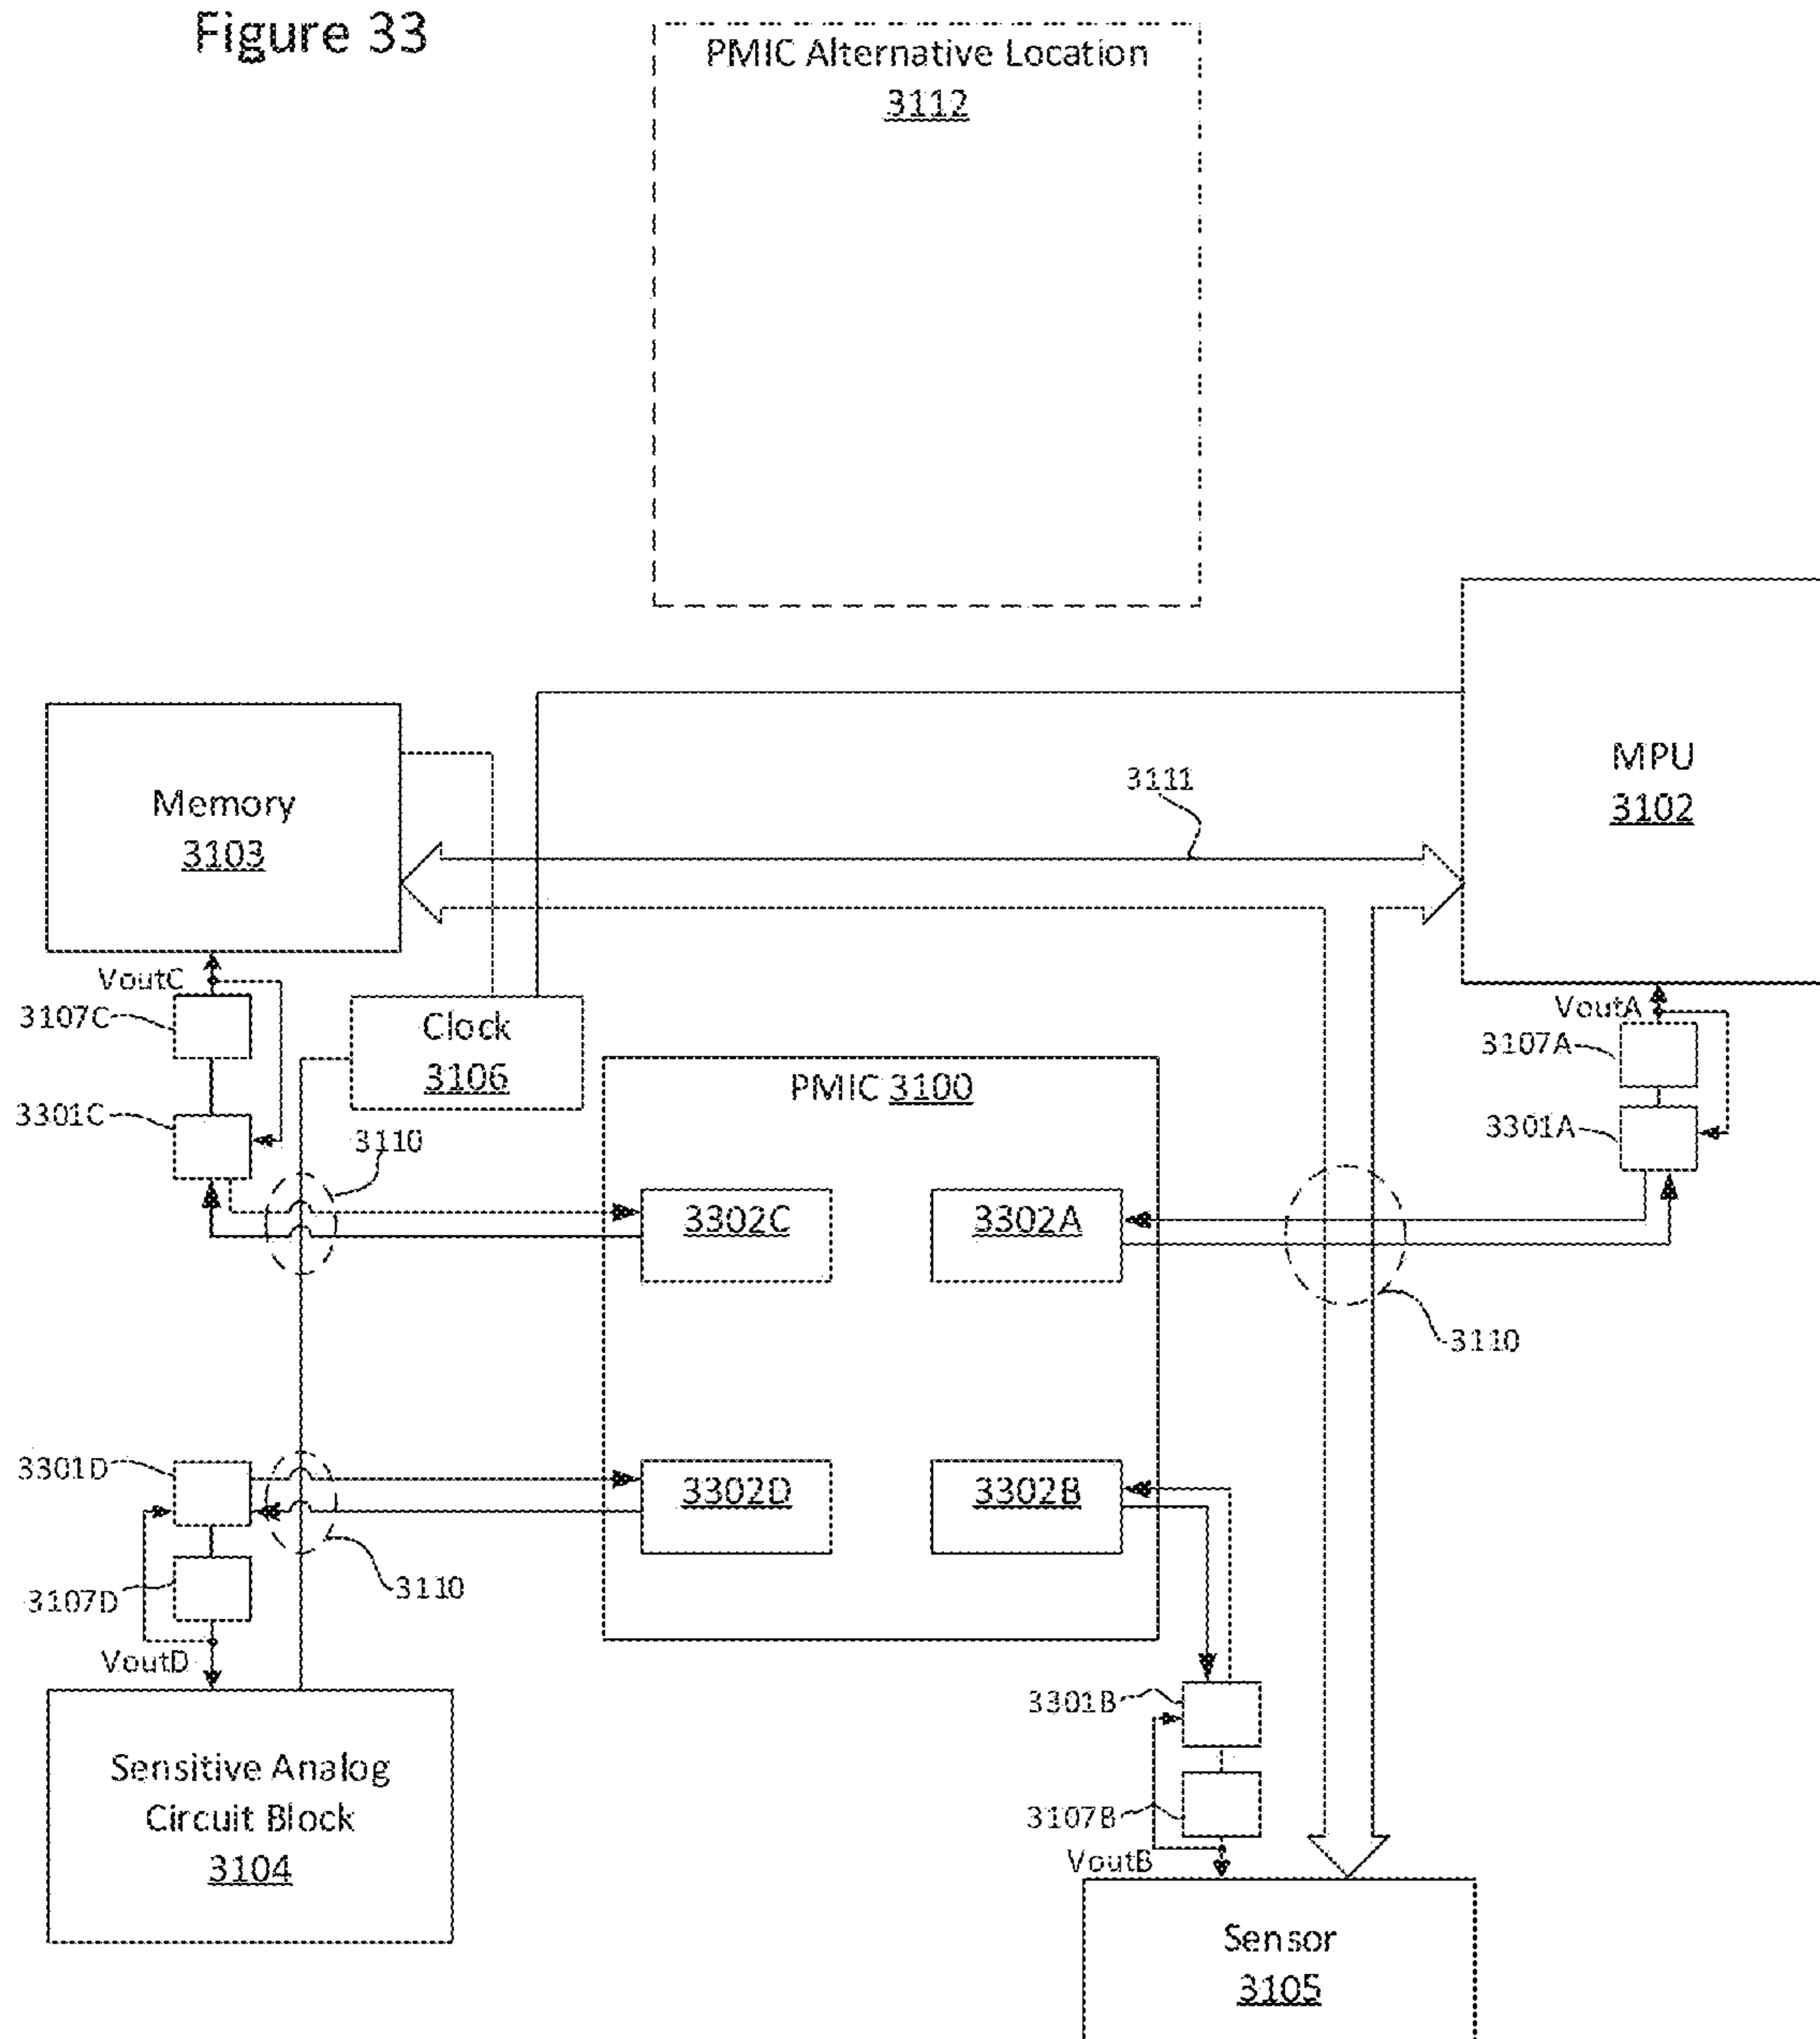 Figure 33
PMIC Alternative Location
3112
MPU
3102
3111
Memory
3103
VoutC
3107C
Clock
3106
VoutA
3107A
PMIC 3100
3301C
3301A
3110
3302C
3302A
3110
3301D
3302D
3302B
3107D
3110
VoutD
3301B
3107B
VoutB
Sensitive Analog
Circuit Block
3104
Sensor
3105